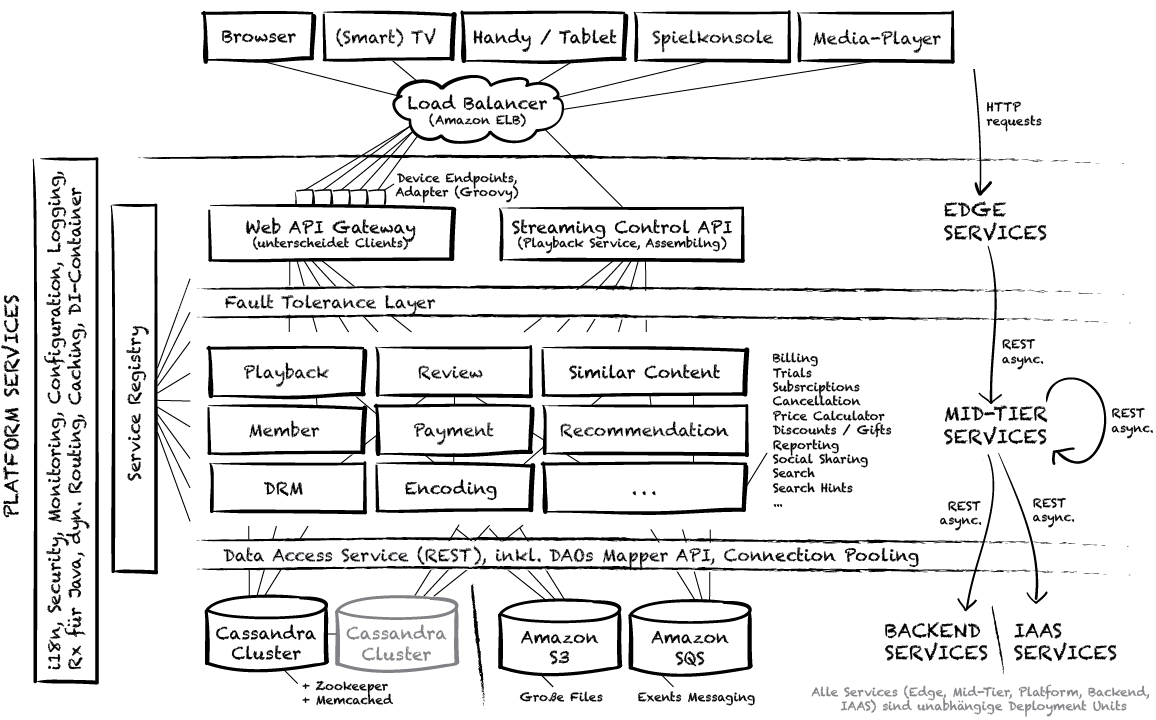 Browser
(Smart) TV
Handy / Tablet
Spielkonsole
Media-Player
Load Balancer
(Amazon ELB)
HTTP
requests
Device Endpoints,
Adapter (Groovy)
Web API Gateway
(unterscheidet Clients)
Streaming Control API
(Playback Service, Assembilng)
EDGE
SERVICES
PLATFORM SERVICES
i18n, Security, Monitoring, Configuration, Logging,
Rx für Java, dyn. Routing, Caching, DI-Container
Service Registry
Fault Tolerance Layer
REST
async.
Playback
Review
Similar Content
Member
Payment
Recommendation
DRM
Encoding
...
Billing
Trials
Subsrciptions
Cancellation
Price Calculator
Discounts / Gifts
Reporting
Social Sharing
Search
Search Hints
...
MID-TIER
SERVICES
REST
async.
REST
async.
REST
async.
Data Access Service (REST), inkl. DAOs Mapper API, Connection Pooling
Cassandra
Cluster
Cassandra
Cluster
Amazon
S3
Amazon
SQS
BACKEND
SERVICES
IAAS
SERVICES
+ Zookeeper
+ Memcached
Große Files
Exents Messaging
Alle Services (Edge, Mid-Tier, Platform, Backend,
IAAS) sind unabhängige Deployment Units